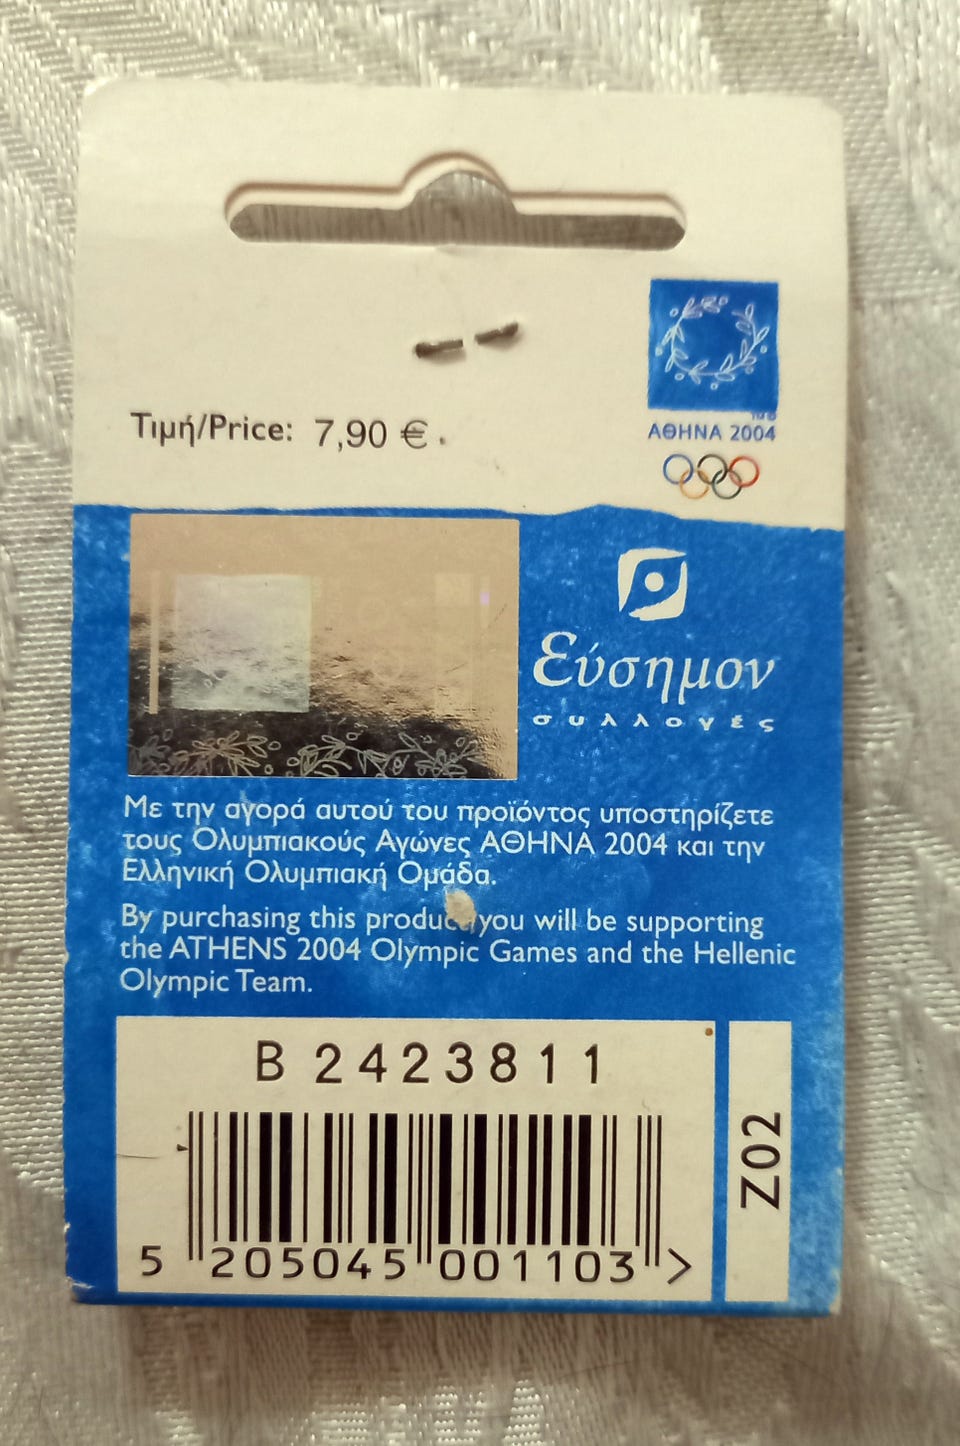 Τιμή/Price: 7,90 €.
ΑΘΗΝΑ 2004
Εύσημον
συλλογές
Με την αγορά αυτού του προϊόντος υποστηρίζετε
τους Ολυμπιακούς Αγώνες ΑΘΗΝΑ 2004 και την
Ελληνική Ολυμπιακή Ομάδα.
By purchasing this product you will be supporting
the ATHENS 2004 Olympic Games and the Hellenic
Olympic Team.
B 2423811
Z02
5 205045 001103 >